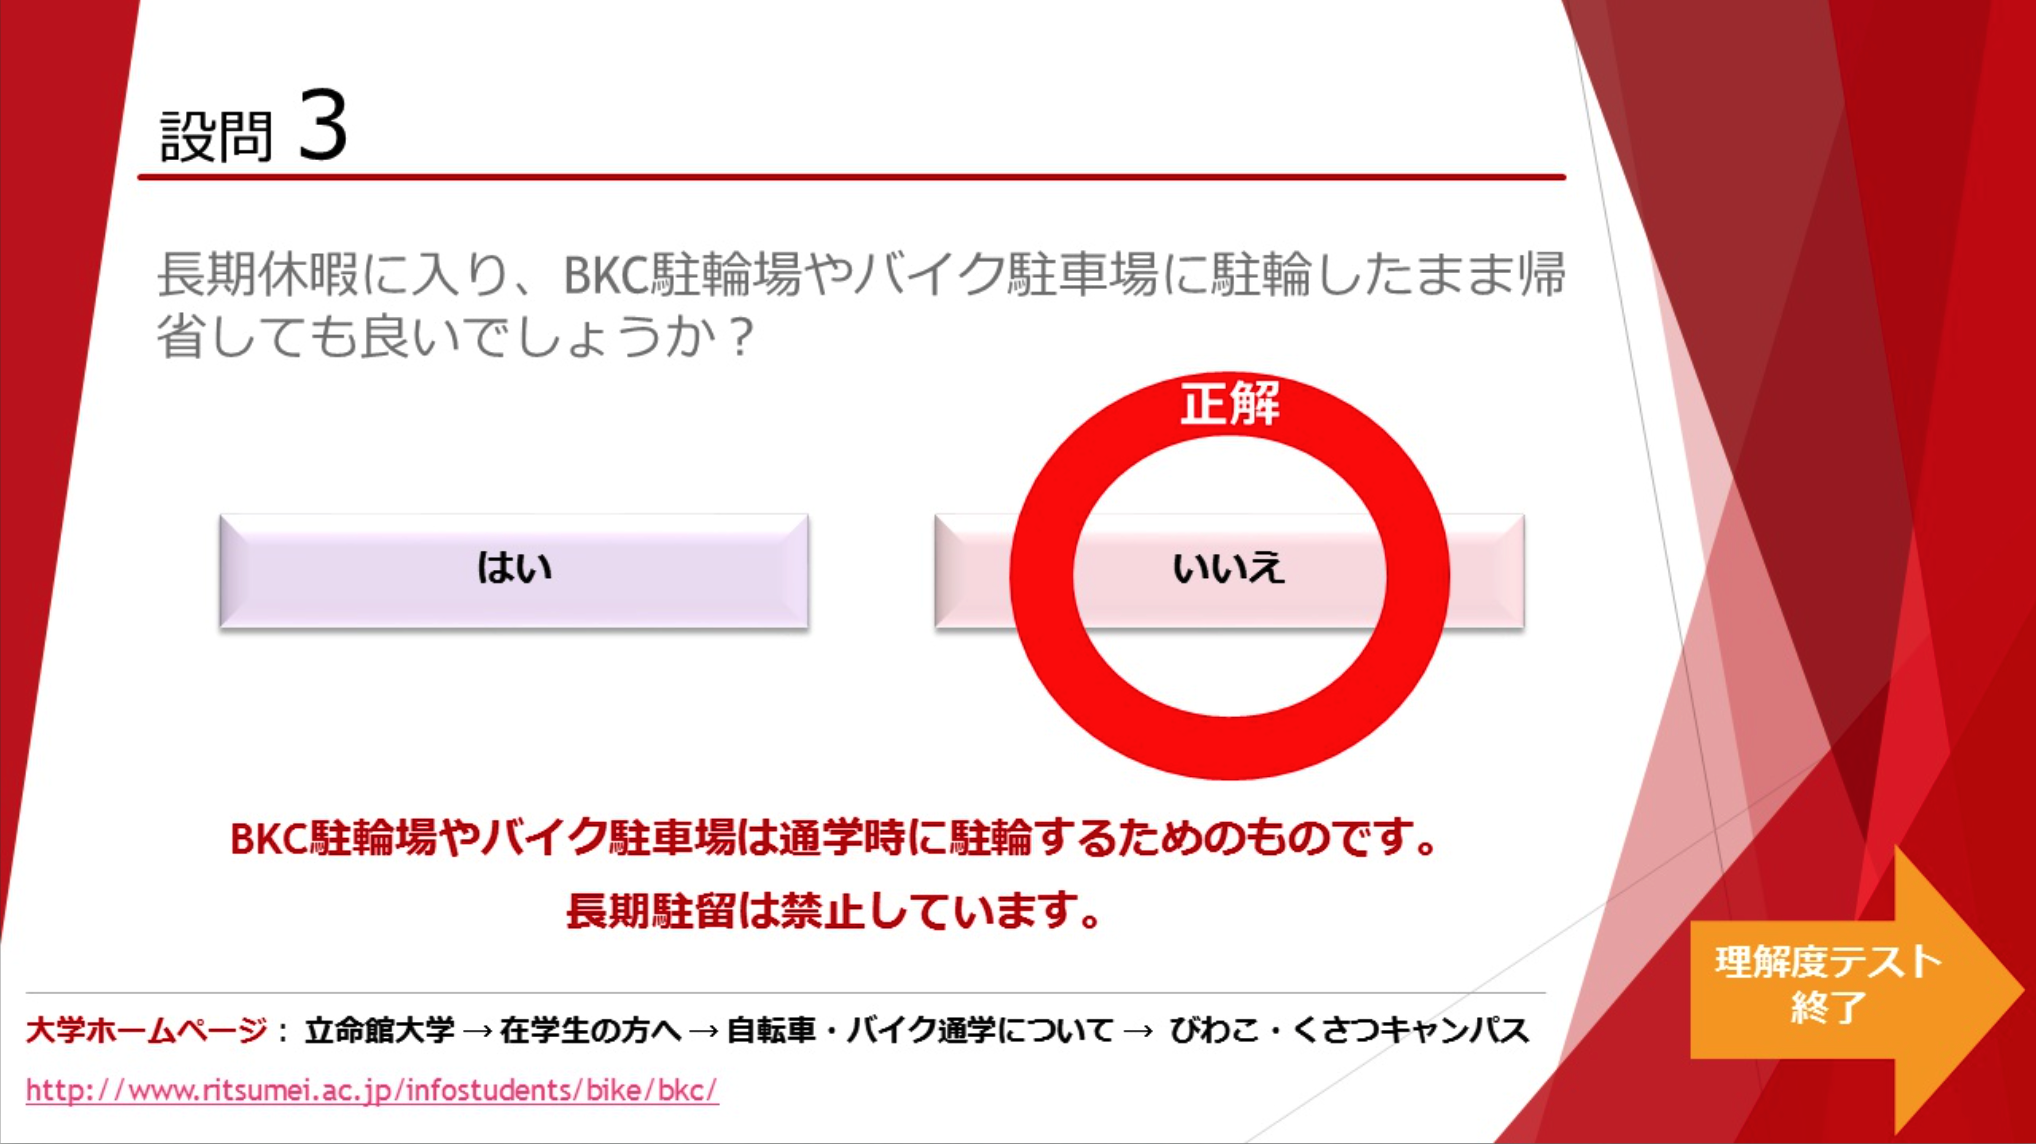 設問 3
長期休暇に入り、BKC駐輪場やバイク駐車場に駐輪したまま帰
省しても良いでしょうか？
正解
はい
いいえ
BKC駐輪場やバイク駐車場は通学時に駐輪するためのものです。
長期駐留は禁止しています。
理解度テスト
終了
大学ホームページ： 立命館大学 → 在学生の方へ → 自転車・バイク通学について → びわこ・くさつキャンパス
http://www.ritsumei.ac.jp/infostudents/bike/bkc/